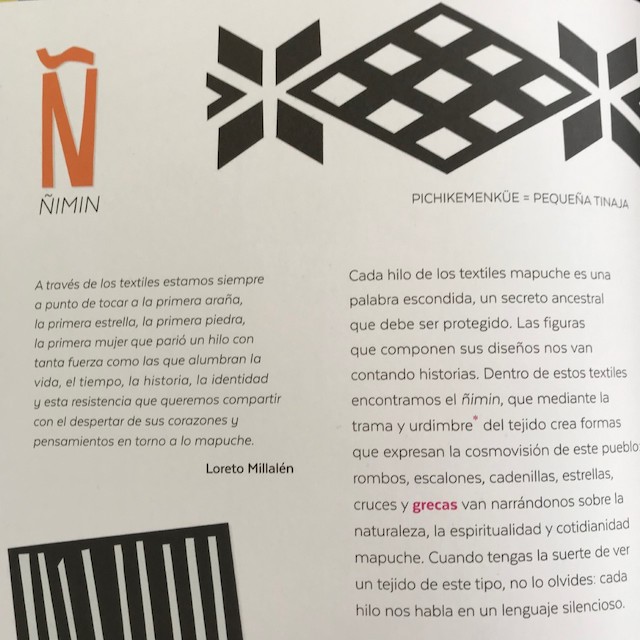 Ñ
ÑIMIN
PICHIKEMENKÜE = PEQUEÑA TINAJA
A través de los textiles estamos siempre
a punto de tocar a la primera araña,
la primera estrella, la primera piedra,
la primera mujer que parió un hilo con
tanta fuerza como las que alumbran la
vida, el tiempo, la historia, la identidad
y esta resistencia que queremos compartir
con el despertar de sus corazones y
pensamientos en torno a lo mapuche.
Loreto Millalén
Cada hilo de los textiles mapuche es una
palabra escondida, un secreto ancestral
que debe ser protegido. Las figuras
que componen sus diseños nos van
contando historias. Dentro de estos textiles
encontramos el ñimin, que mediante la
trama y urdimbre* del tejido crea formas
que expresan la cosmovisión de este pueblo:
rombos, escalones, cadenillas, estrellas,
cruces y grecas van narrándonos sobre la
naturaleza, la espiritualidad y cotidianidad
mapuche. Cuando tengas la suerte de ver
un tejido de este tipo, no lo olvides: cada
hilo nos habla en un lenguaje silencioso.